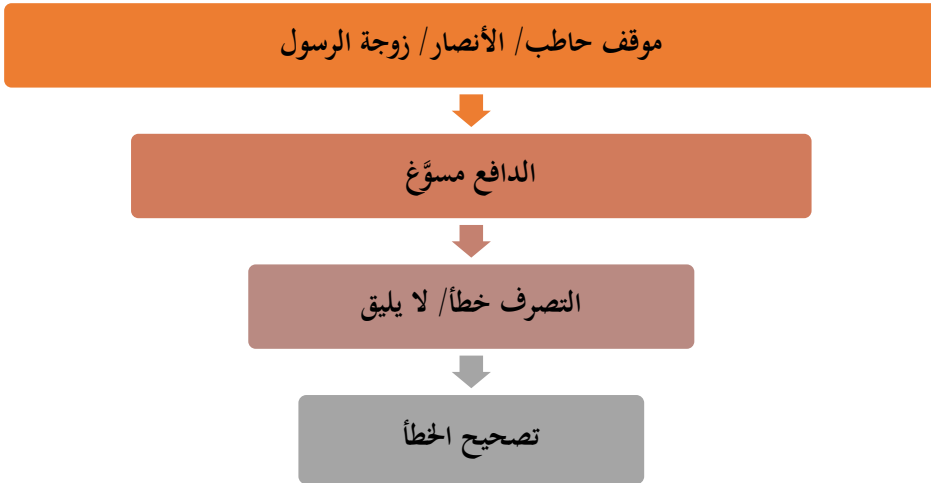 موقف حاطب/ الأنصار/ زوجة الرسول
الدافع مسوَّغ
التصرف خطأ/ لا يليق
تصحيح الخطأ